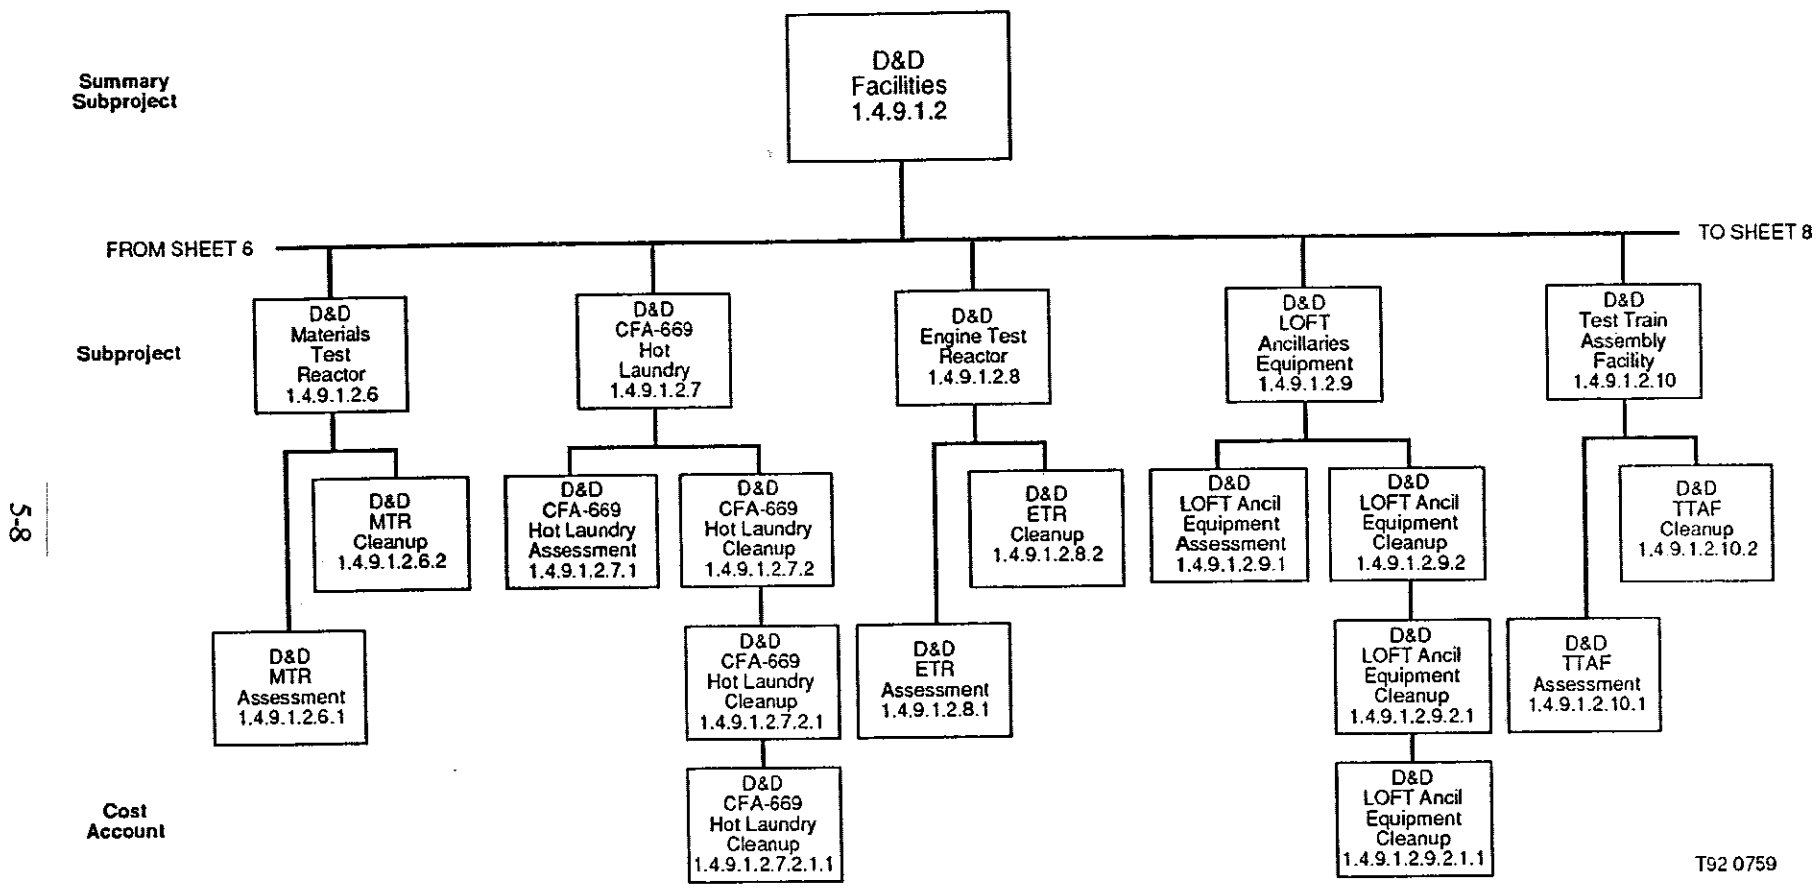 Summary
Subproject
D&D
Facilities
1.4.9.1.2
FROM SHEET 6
TO SHEET 8
Subproject
D&D
Materials
Test
Reactor
1.4.9.1.2.6
D&D
CFA-669
Hot
Laundry
1.4.9.1.2.7
D&D
Engine Test
Reactor
1.4.9.1.2.8
D&D
LOFT
Ancillaries
Equipment
1.4.9.1.2.9
D&D
Test Train
Assembly
Facility
1.4.9.1.2.10
D&D
MTR
Cleanup
1.4.9.1.2.6.2
D&D
CFA-669
Hot Laundry
Assessment
1.4.9.1.2.7.1
D&D
CFA-669
Hot Laundry
Cleanup
1.4.9.1.2.7.2
D&D
ETR
Cleanup
1.4.9.1.2.8.2
D&D
LOFT Ancil
Equipment
Assessment
1.4.9.1.2.9.1
D&D
LOFT Ancil
Equipment
Cleanup
1.4.9.1.2.9.2
D&D
TTAF
Cleanup
1.4.9.1.2.10.2
5-8
D&D
MTR
Assessment
1.4.9.1.2.6.1
D&D
CFA-669
Hot Laundry
Cleanup
1.4.9.1.2.7.2.1
D&D
ETR
Assessment
1.4.9.1.2.8.1
D&D
LOFT Ancil
Equipment
Cleanup
1.4.9.1.2.9.2.1
D&D
TTAF
Assessment
1.4.9.1.2.10.1
Cost
Account
D&D
CFA-669
Hot Laundry
Cleanup
1.4.9.1.2.7.2.1.1
D&D
LOFT Ancil
Equipment
Cleanup
1.4.9.1.2.9.2.1.1
T92 0759